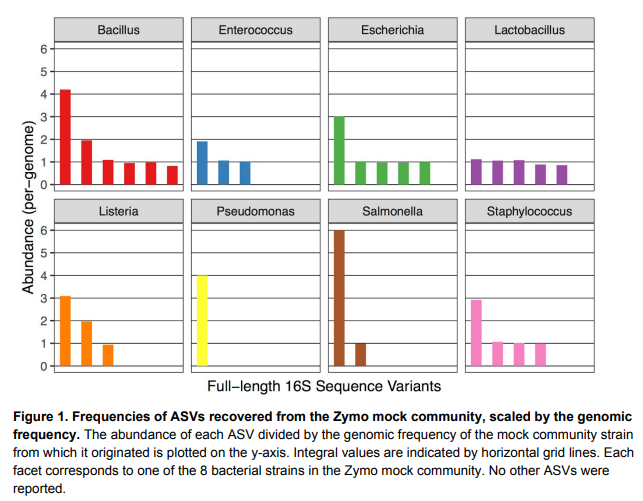 Bacillus
Enterococcus
Escherichia
Lactobacillus
6
5
4
3
2
1
0
Abundance (per-genome)
Listeria
Pseudomonas
Salmonella
Staphylococcus
6
5
4
3
2
1
0
Full-length 16S Sequence Variants
Figure 1. Frequencies of ASVs recovered from the Zymo mock community, scaled by the genomic
frequency. The abundance of each ASV divided by the genomic frequency of the mock community strain
from which it originated is plotted on the y-axis. Integral values are indicated by horizontal grid lines. Each
facet corresponds to one of the 8 bacterial strains in the Zymo mock community. No other ASVs were
reported.